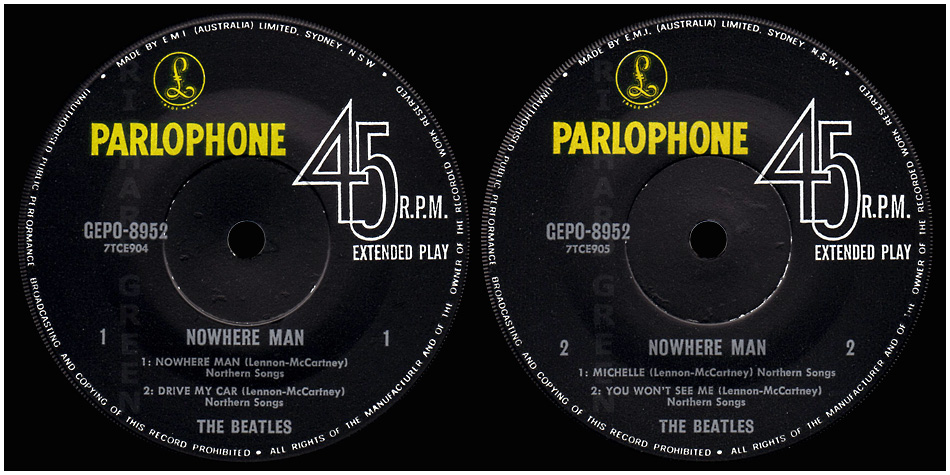 MADE BY E.M.I (AUSTRALIA) LIMITED, SYDNEY, N.S.W.
UNAUTHORISED PUBLIC PERFORMANCE BROADCASTING AND COPYING OF THIS RECORD PROHIBITED • ALL RIGHTS OF THE MANUFACTURER AND OF THE OWNER OF THE RECORDED WORK RESERVED
£
TRADE MARK
PARLOPHONE
45
R.P.M.
EXTENDED PLAY
GEPO-8952
7TCE904
1
NOWHERE MAN
1
1: NOWHERE MAN (Lennon-McCartney)
Northern Songs
2: DRIVE MY CAR (Lennon-McCartney)
Northern Songs
THE BEATLES
MADE BY E.M.I. (AUSTRALIA) LIMITED, SYDNEY, N.S.W.
UNAUTHORISED PUBLIC PERFORMANCE BROADCASTING AND COPYING OF THIS RECORD PROHIBITED • ALL RIGHTS OF THE MANUFACTURER AND OF THE OWNER OF THE RECORDED WORK RESERVED
£
TRADE MARK
PARLOPHONE
45
R.P.M.
EXTENDED PLAY
GEPO-8952
7TCE905
2
NOWHERE MAN
2
1: MICHELLE (Lennon-McCartney) Northern Songs
2: YOU WON'T SEE ME (Lennon-McCartney)
Northern Songs
THE BEATLES